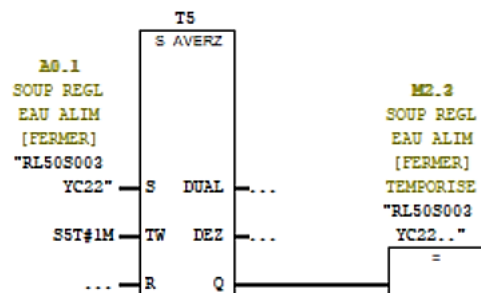 T5
S_AVERZ
A0.1
SOUP REGL
EAU ALIM
[FERMER]
"RL50S003
YC22"
S
DUAL
...
S5T#1M
TW
DEZ
...
...
R
Q
M2.3
SOUP REGL
EAU ALIM
[FERMER]
TEMPORISE
"RL50S003
YC22.."
=